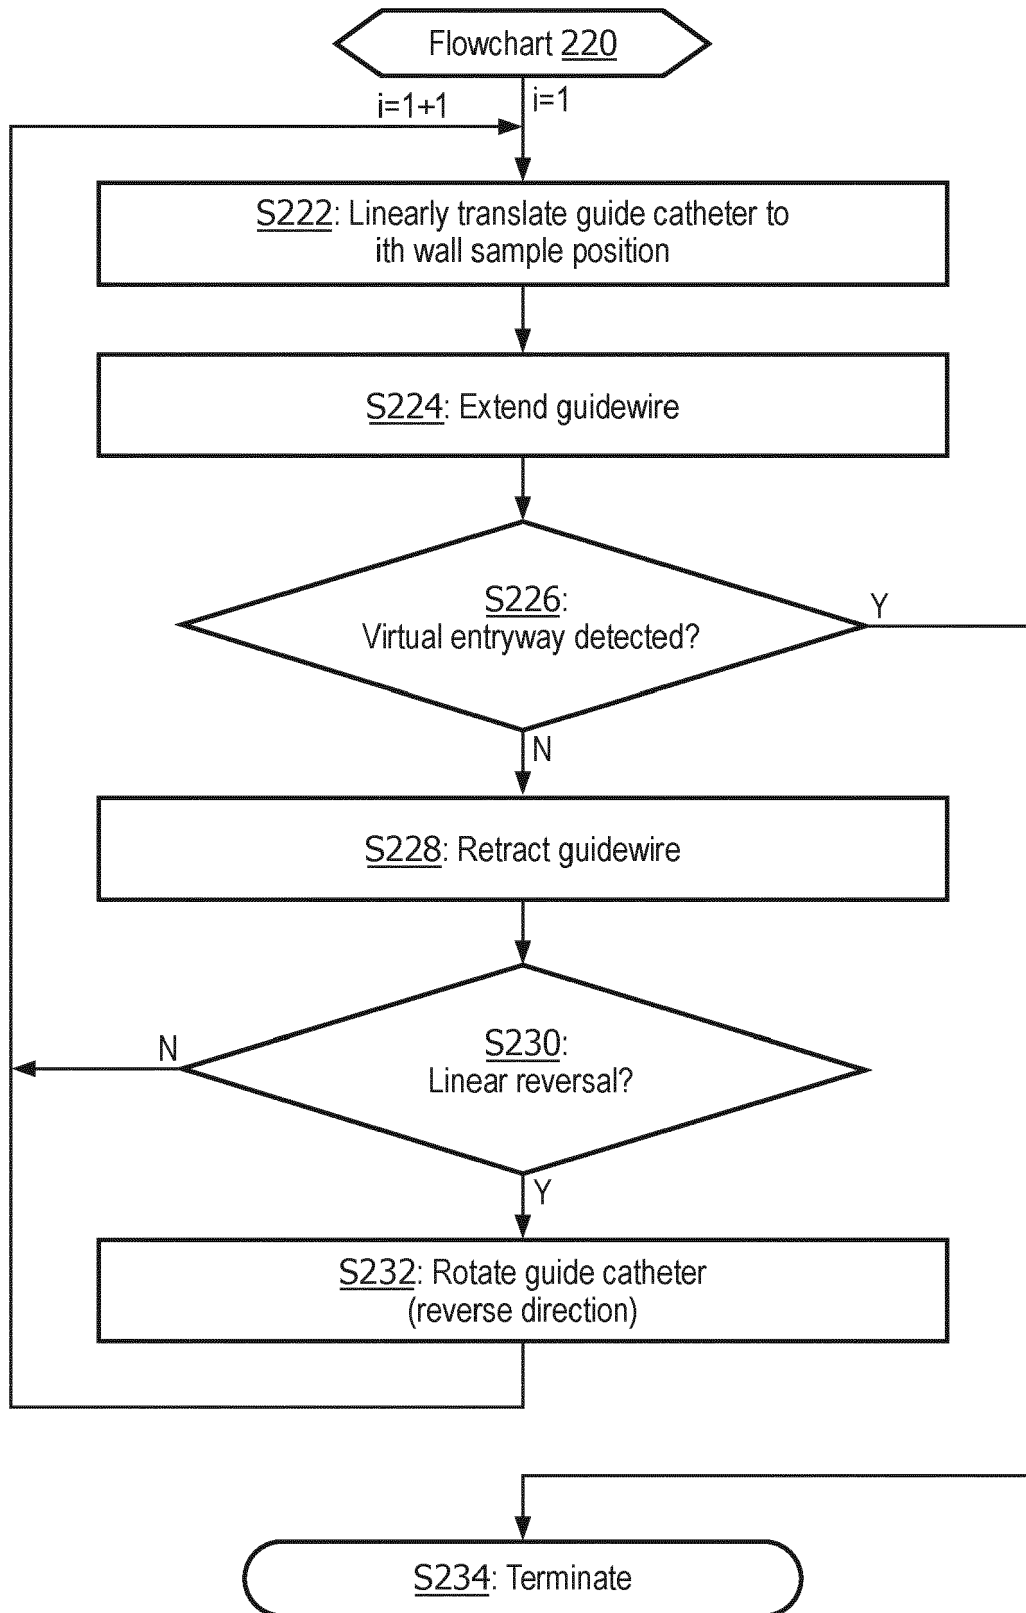 Flowchart 220
i=1+1
i=1
S222: Linearly translate guide catheter to
ith wall sample position
S224: Extend guidewire
S226:
Virtual entryway detected?
Y
N
S228: Retract guidewire
S230:
Linear reversal?
N
Y
S232: Rotate guide catheter
(reverse direction)
S234: Terminate